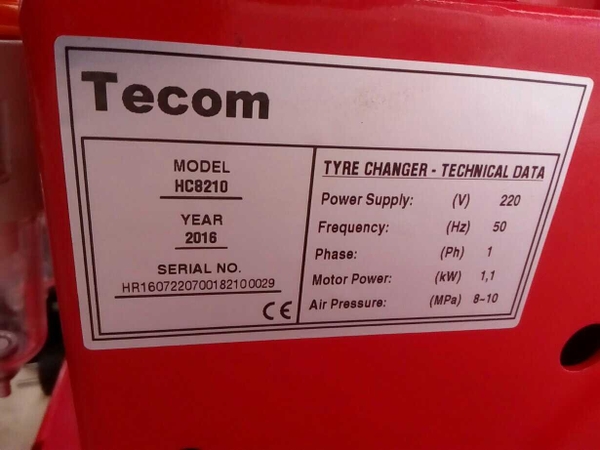 Tecom
MODEL
HC8210
YEAR
2016
SERIAL NO.
HR1607220700182100029
CE
TYRE CHANGER - TECHNICAL DATA
Power Supply: (V) 220
Frequency: (Hz) 50
Phase: (Ph) 1
Motor Power: (kW) 1,1
Air Pressure: (MPa) 8~10